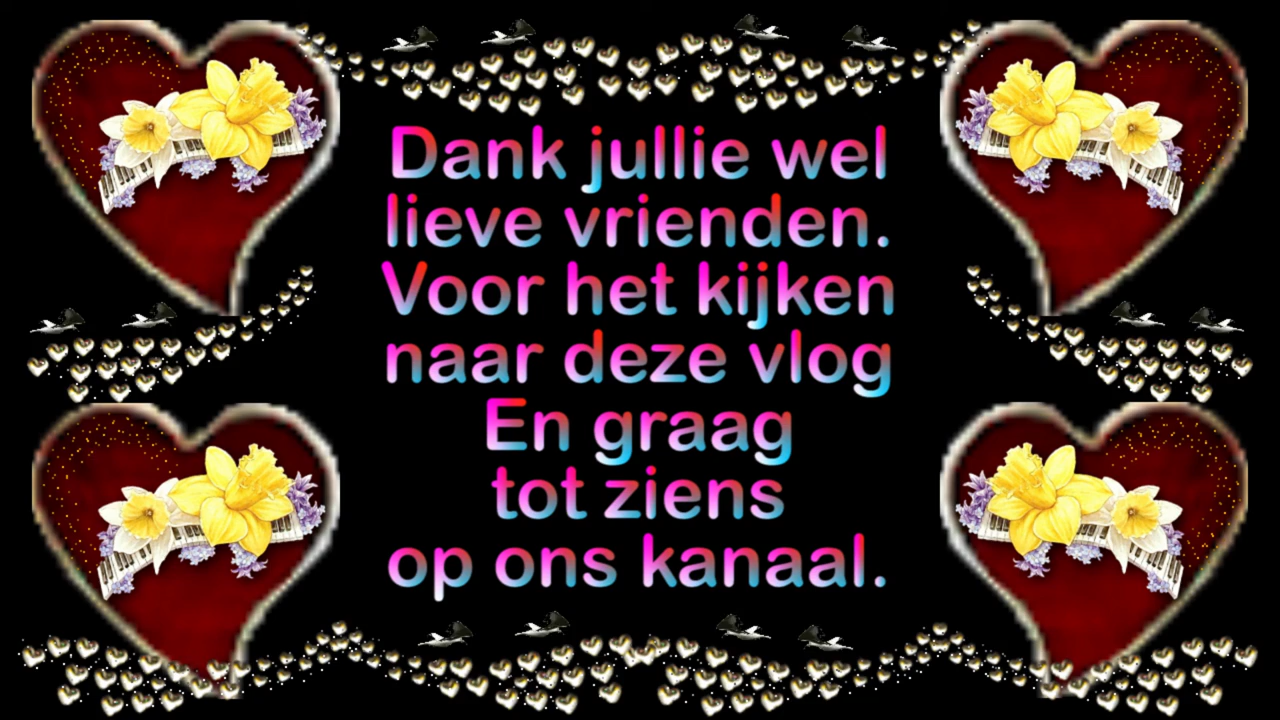 Dank jullie wel
lieve vrienden.
Voor het kijken
naar deze vlog
En graag
tot ziens
op ons kanaal.